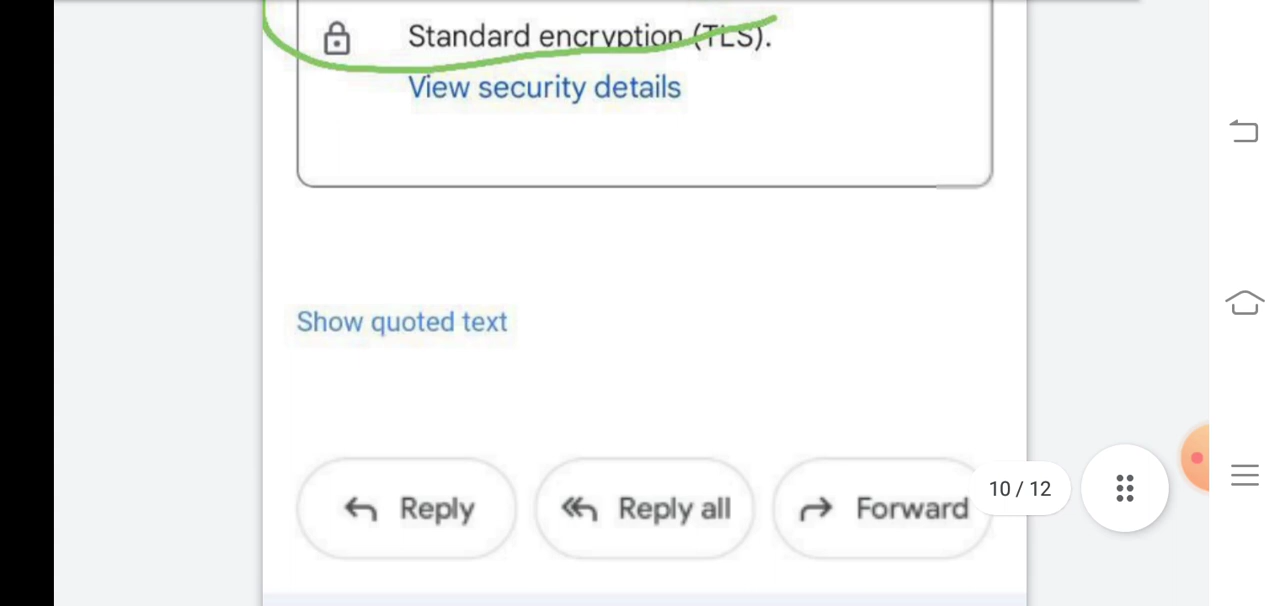 Standard encryption (TLS).
View security details
Show quoted text
Reply
Reply all
Forward
10 / 12